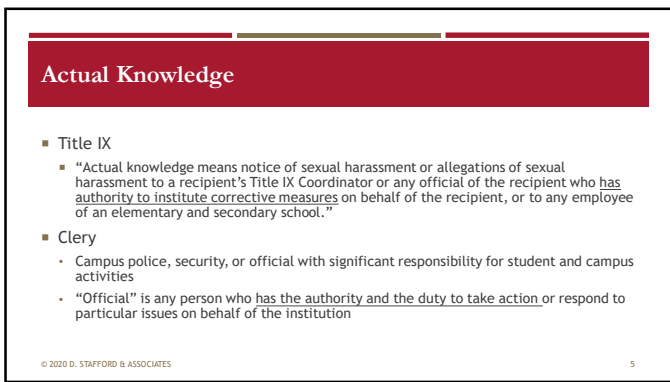 Actual Knowledge
▪ Title IX
▪ “Actual knowledge means notice of sexual harassment or allegations of sexual
harassment to a recipient’s Title IX Coordinator or any official of the recipient who has
authority to institute corrective measures on behalf of the recipient, or to any employee
of an elementary and secondary school.”
▪ Clery
• Campus police, security, or official with significant responsibility for student and campus
activities
• “Official” is any person who has the authority and the duty to take action or respond to
particular issues on behalf of the institution
© 2020 D. STAFFORD & ASSOCIATES 5